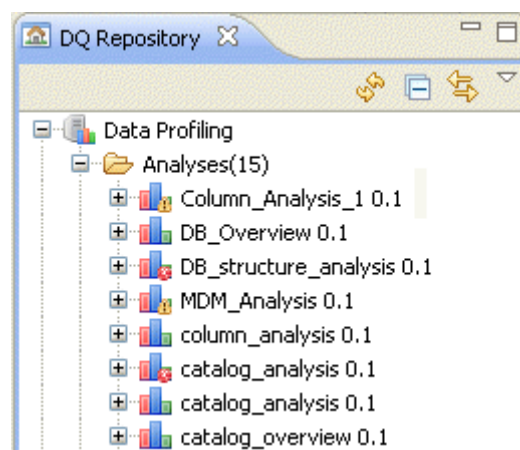 DQ Repository
Data Profiling
Analyses(15)
Column_Analysis_1 0.1
DB_Overview 0.1
DB_structure_analysis 0.1
MDM_Analysis 0.1
column_analysis 0.1
catalog_analysis 0.1
catalog_analysis 0.1
catalog_overview 0.1